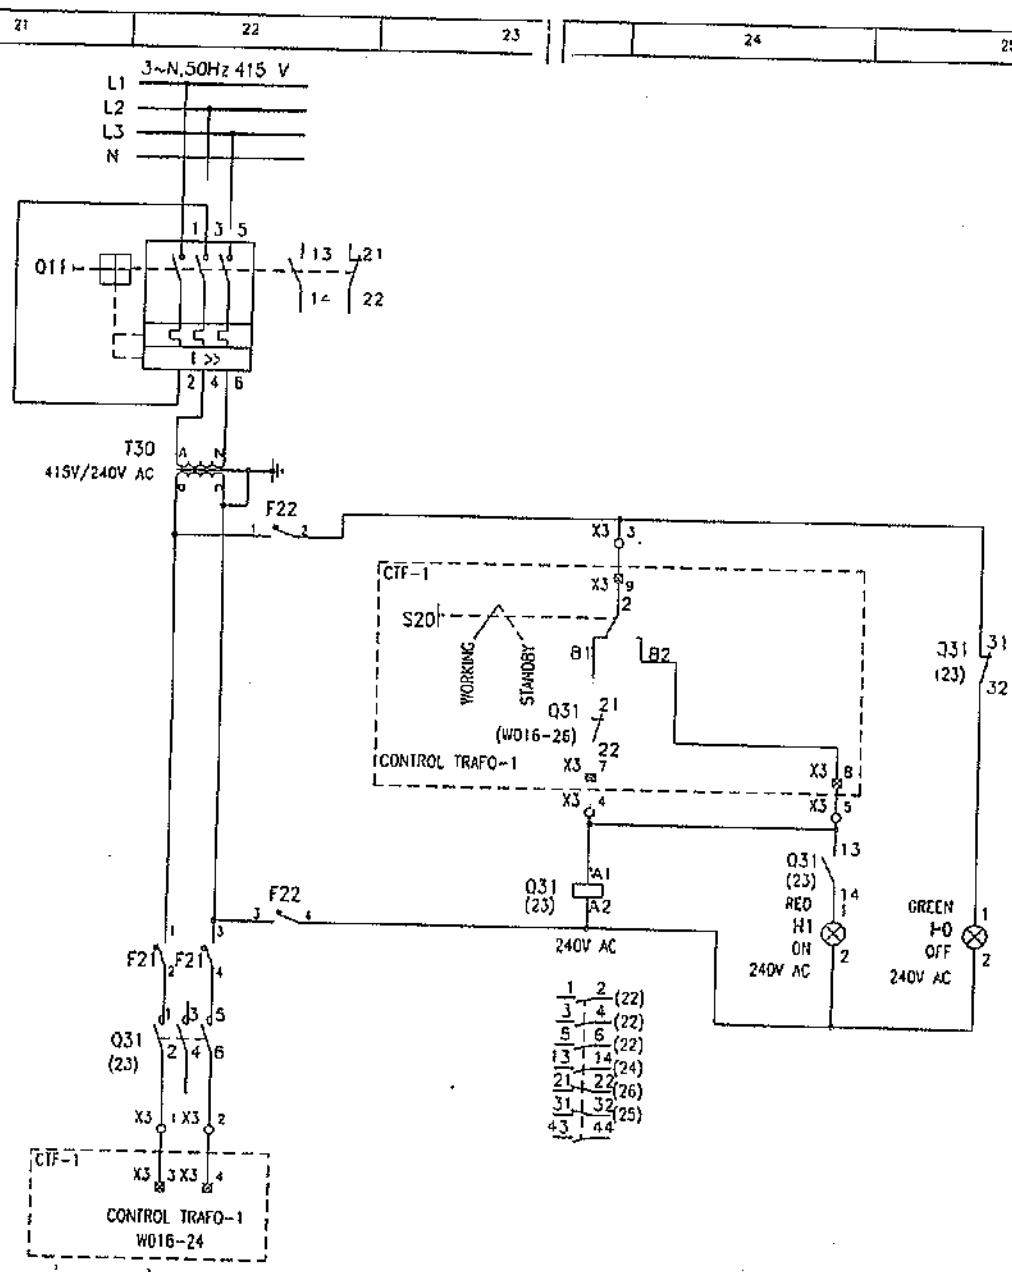 21 22 23 24
3~N,50Hz 415 V
L1
L2
L3
N
1 3 5
13 21
14 22
I >>
2 4 6
T30
415V/240V AC
F22
1 2
X3 3
CTF-1
X3 9
2
S20
B1 B2
WORKING
STANDBY
Q31 21
(W016-26)
22
CONTROL TRAFO-1
X3 7
X3 8
X3 4
X3 5
Q31 31
(23)
32
Q31
(23)
A1
A2
240V AC
Q31 13
(23)
14
RED
H1 1
ON
2
240V AC
GREEN
1
OFF
2
240V AC
F22
3 4
1 3
F21 2 F21 4
1 3 5
Q31
(23)
2 4 6
X3 1 X3 2
CTF-1
X3 3 X3 4
CONTROL TRAFO-1
W016-24
1 2 (22)
3 4 (22)
5 6 (22)
13 14 (24)
21 22 (26)
31 32 (25)
43 44